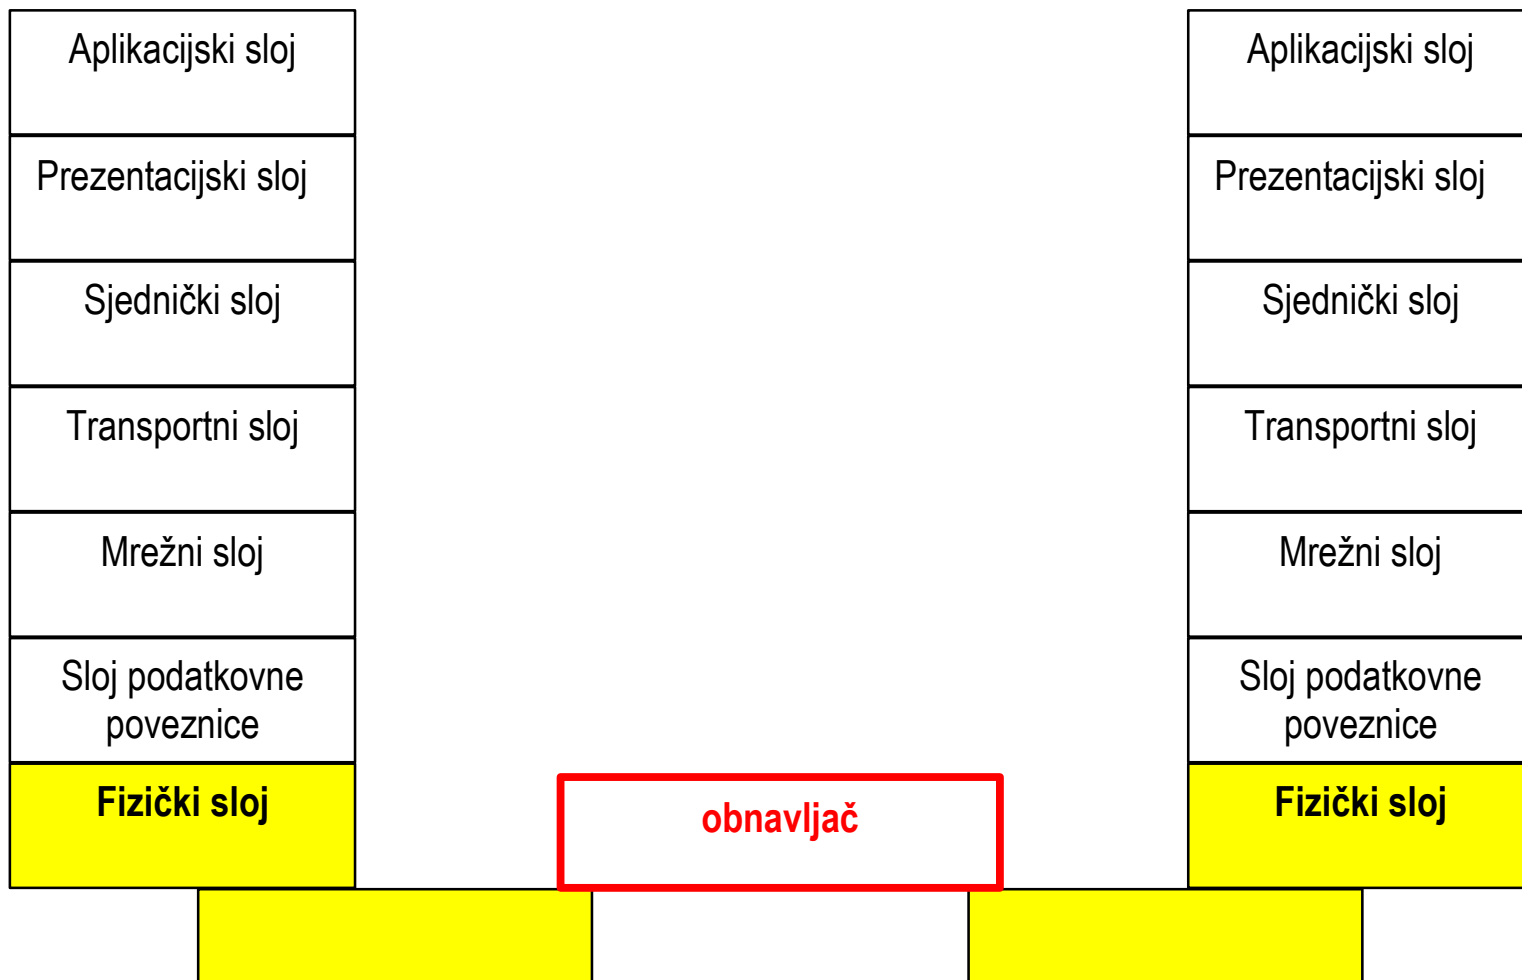 Aplikacijski sloj
Prezentacijski sloj
Sjednički sloj
Transportni sloj
Mrežni sloj
Sloj podatkovne
poveznice
Fizički sloj
obnavljač
Aplikacijski sloj
Prezentacijski sloj
Sjednički sloj
Transportni sloj
Mrežni sloj
Sloj podatkovne
poveznice
Fizički sloj